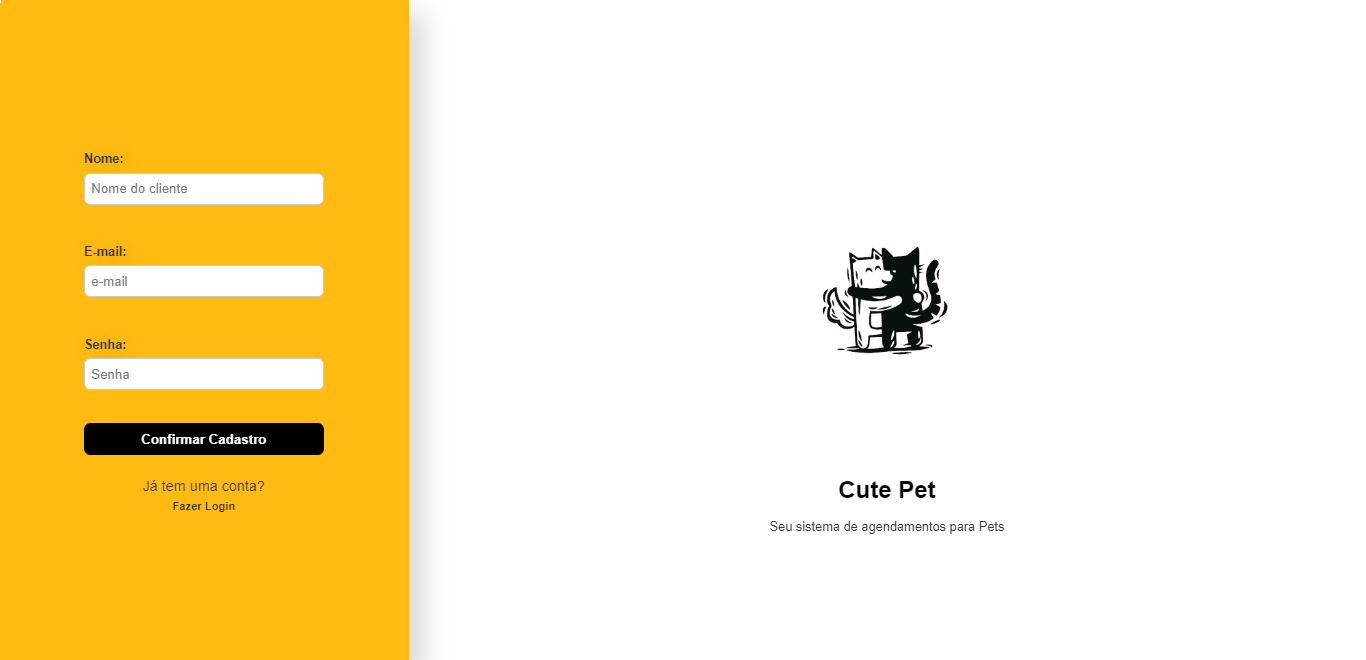 Nome:
Nome do cliente
E-mail:
e-mail
Senha:
Senha
Confirmar Cadastro
Já tem uma conta?
Fazer Login
Cute Pet
Seu sistema de agendamentos para Pets